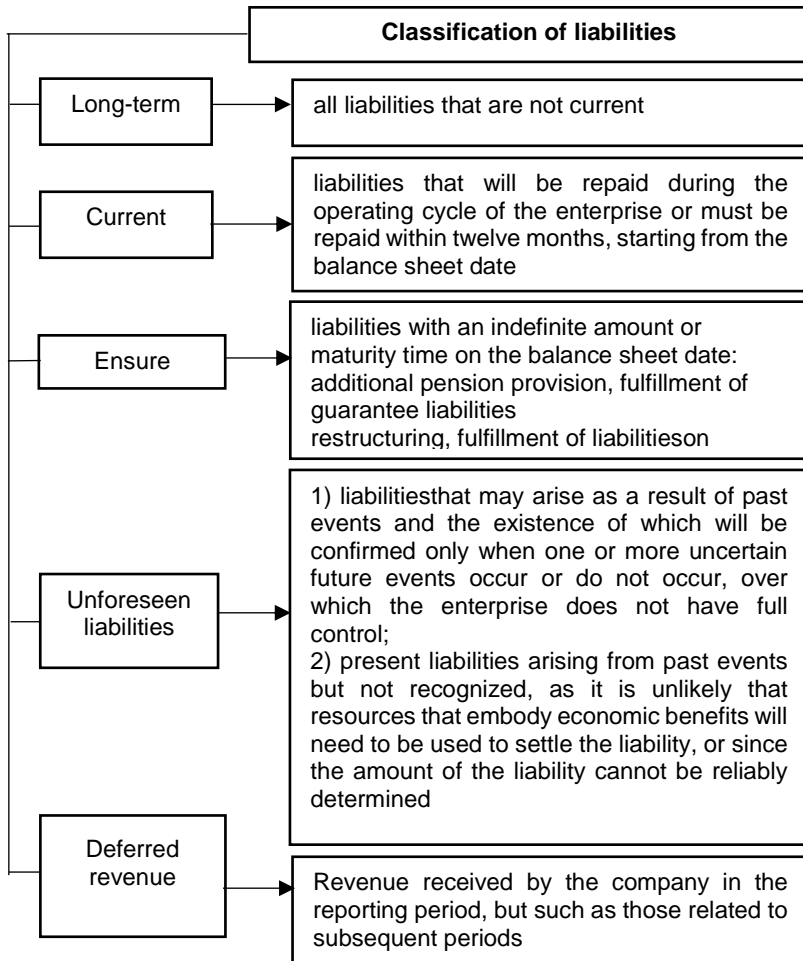 Classification of liabilities
Long-term
all liabilities that are not current
Current
liabilities that will be repaid during the
operating cycle of the enterprise or must be
repaid within twelve months, starting from the
balance sheet date
Ensure
liabilities with an indefinite amount or
maturity time on the balance sheet date:
additional pension provision, fulfillment of
guarantee liabilities
restructuring, fulfillment of liabilitieson
Unforeseen
liabilities
1) liabilitiesthat may arise as a result of past
events and the existence of which will be
confirmed only when one or more uncertain
future events occur or do not occur, over
which the enterprise does not have full
control;
2) present liabilities arising from past events
but not recognized, as it is unlikely that
resources that embody economic benefits will
need to be used to settle the liability, or since
the amount of the liability cannot be reliably
determined
Deferred
revenue
Revenue received by the company in the
reporting period, but such as those related to
subsequent periods